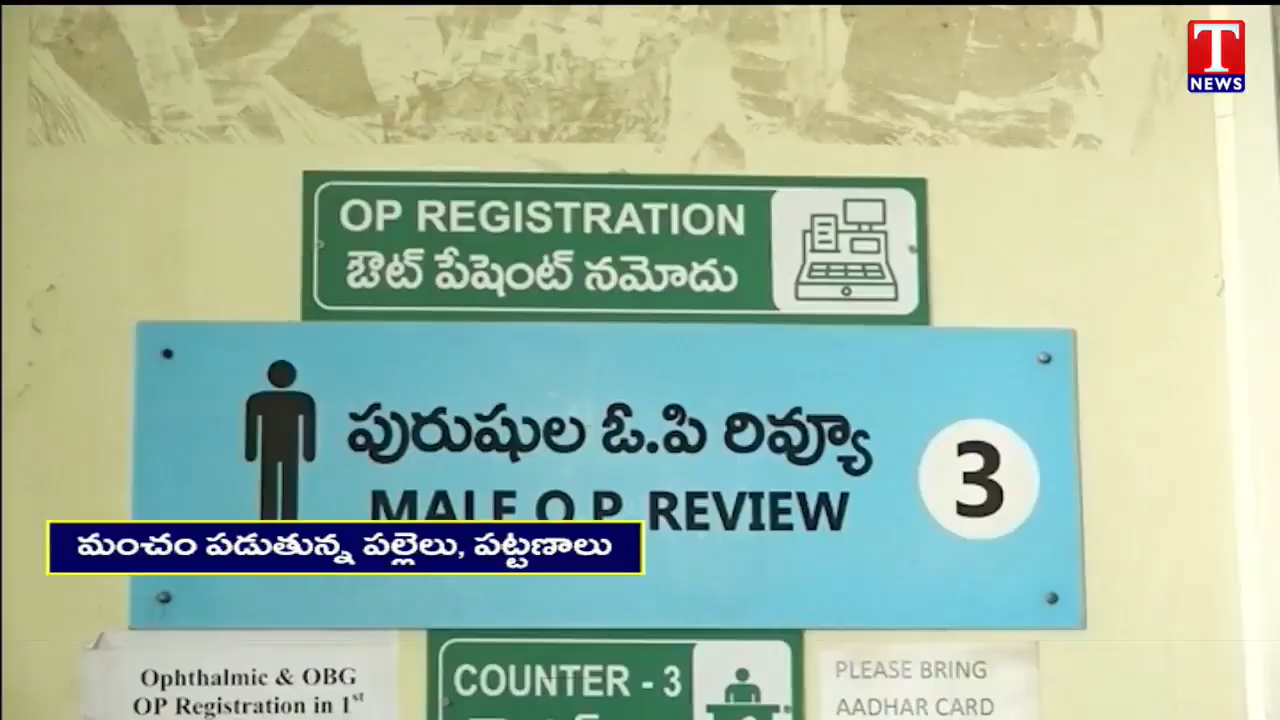 T
NEWS
OP REGISTRATION
ఔట్ పేషెంట్ నమోదు
పురుషుల ఓ.పి రివ్యూ
MALE O.P. REVIEW
3
మంచం పడుతున్న పల్లెలు, పట్టణాలు
Ophthalmic & OBG
OP Registration in 1st
COUNTER - 3
PLEASE BRING
AADHAR CARD